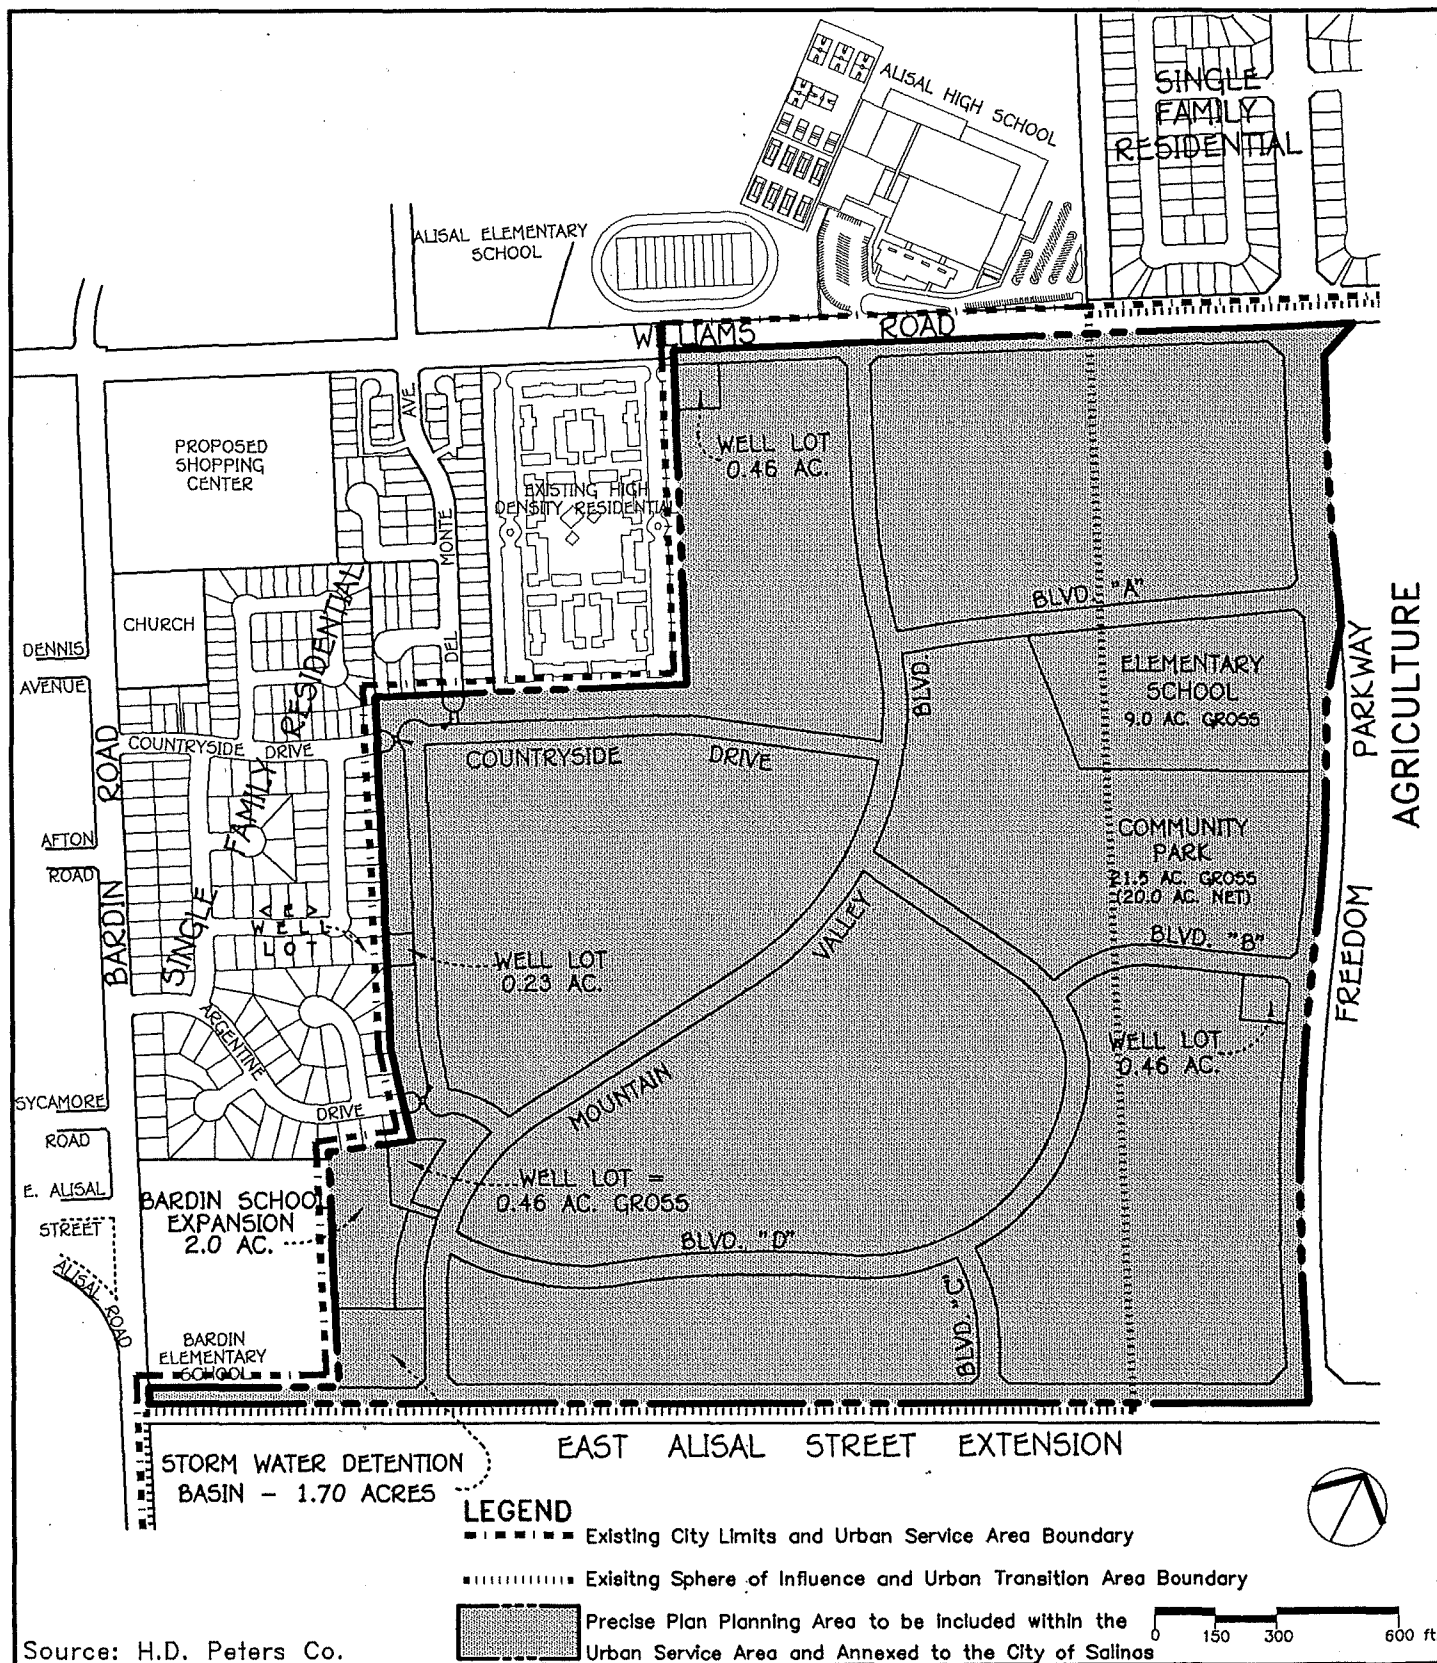 ALISAL HIGH SCHOOL
SINGLE
FAMILY
RESIDENTIAL
ALISAL ELEMENTARY
SCHOOL
WILLIAMS ROAD
PROPOSED
SHOPPING
CENTER
AVE.
MONTE
DEL
EXISTING HIGH
DENSITY RESIDENTIAL
WELL LOT
0.46 AC.
BLVD. "A"
CHURCH
DENNIS
AVENUE
SINGLE FAMILY RESIDENTIAL
ELEMENTARY
SCHOOL
9.0 AC. GROSS
BLVD
FREEDOM PARKWAY
AGRICULTURE
COUNTRYSIDE DRIVE
COUNTRYSIDE DRIVE
BARDIN ROAD
AFTON
ROAD
COMMUNITY
PARK
21.5 AC. GROSS
(20.0 AC. NET)
BLVD. "B"
WELL
LOT
WELL LOT
0.23 AC.
MOUNTAIN VALLEY
WELL LOT
0.46 AC.
ARGENTINE
DRIVE
SYCAMORE
ROAD
E. ALISAL
STREET
ALISAL ROAD
BARDIN SCHOOL
EXPANSION
2.0 AC.
WELL LOT =
0.46 AC. GROSS
BLVD. "D"
BLVD. "C"
BARDIN
ELEMENTARY
SCHOOL
EAST ALISAL STREET EXTENSION
STORM WATER DETENTION
BASIN - 1.70 ACRES
LEGEND
Existing City Limits and Urban Service Area Boundary
Exisitng Sphere of Influence and Urban Transition Area Boundary
Precise Plan Planning Area to be included within the
Urban Service Area and Annexed to the City of Salinas
0 150 300 600 ft
Source: H.D. Peters Co.